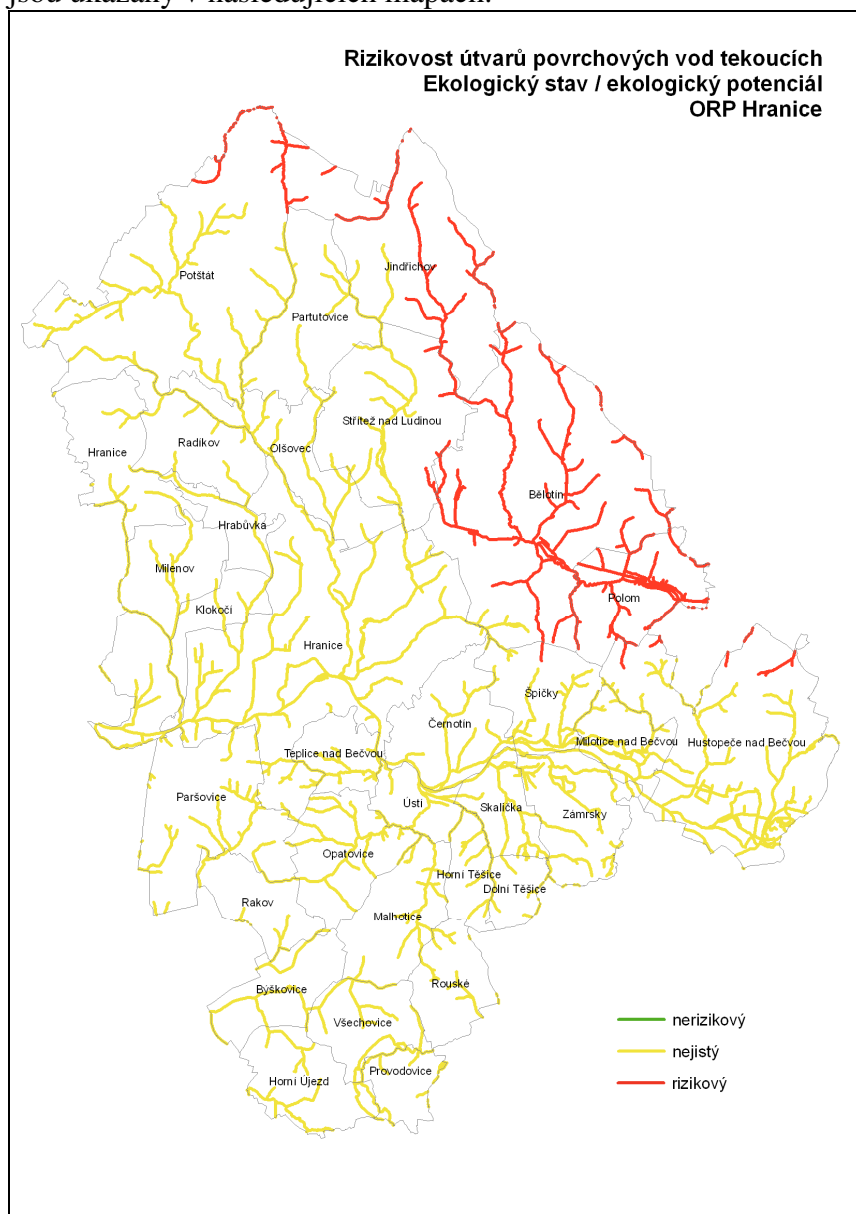 jsou ukázány v následujících mapách.
Rizikovost útvarů povrchových vod tekoucích
Ekologický stav / ekologický potenciál
ORP Hranice
Potštát
Jindřichov
Partutovice
Střítež nad Ludinou
Radíkov
Olšovec
Hranice
Bělotín
Hrabůvka
Milenov
Klokočí
Polom
Hranice
Špičky
Černotín
Teplice nad Bečvou
Milotice nad Bečvou
Hustopeče nad Bečvou
Paršovice
Ústí
Skalička
Zámrsky
Opatovice
Horní Těšice
Dolní Těšice
Rakov
Malhotice
Rouské
Býškovice
Všechovice
Provodovice
Horní Újezd
nerizikový
nejistý
rizikový